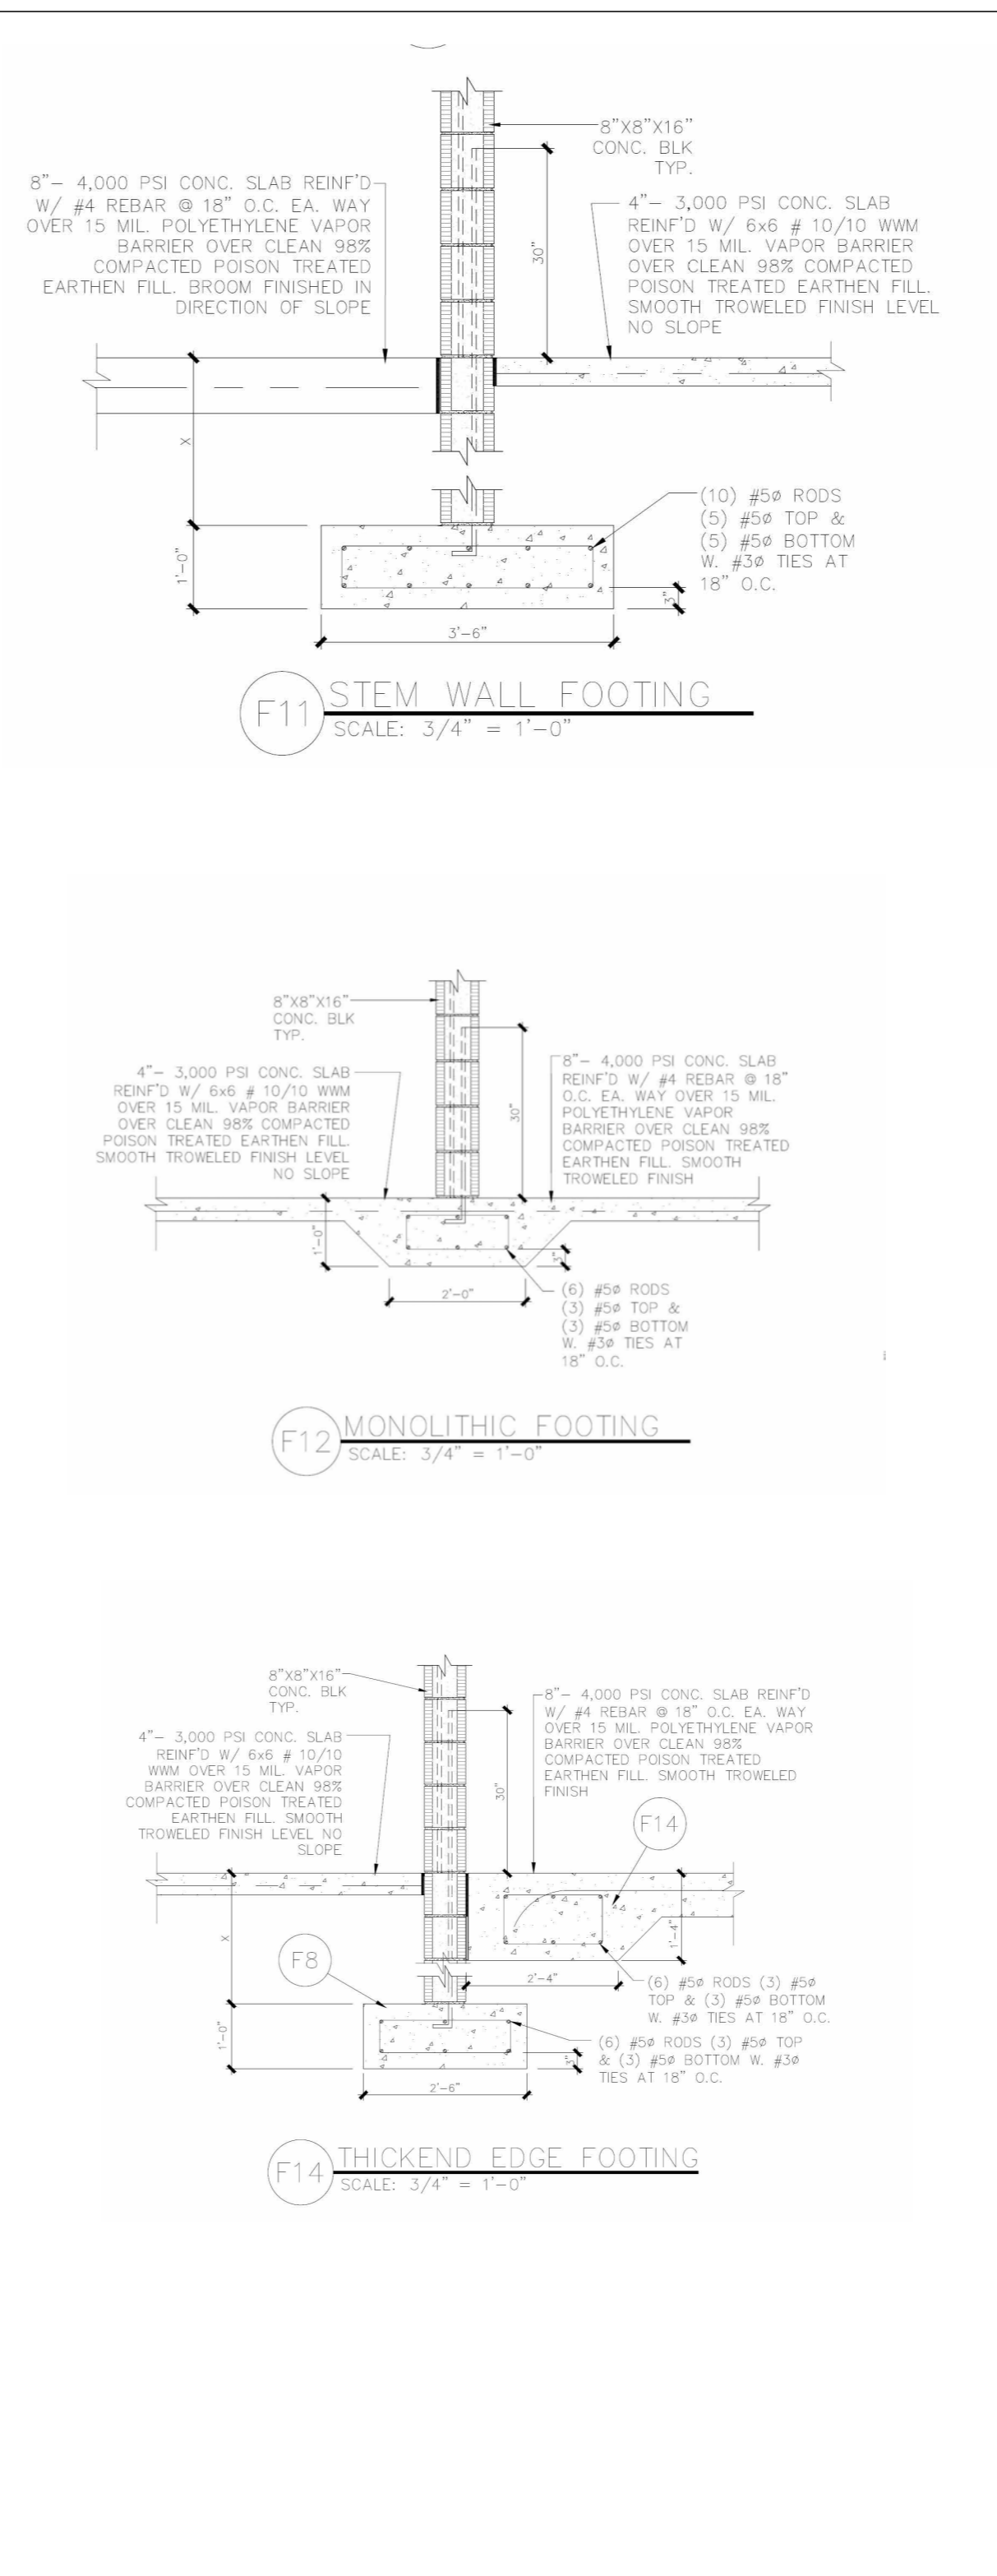 8"X8"X16"
CONC. BLK
TYP.
8"– 4,000 PSI CONC. SLAB REINF'D
W/ #4 REBAR @ 18" O.C. EA. WAY
OVER 15 MIL. POLYETHYLENE VAPOR
BARRIER OVER CLEAN 98%
COMPACTED POISON TREATED
EARTHEN FILL. BROOM FINISHED IN
DIRECTION OF SLOPE
30"
4"– 3,000 PSI CONC. SLAB
REINF'D W/ 6x6 # 10/10 WWM
OVER 15 MIL. VAPOR BARRIER
OVER CLEAN 98% COMPACTED
POISON TREATED EARTHEN FILL.
SMOOTH TROWELED FINISH LEVEL
NO SLOPE
X
1'–0"
(10) #5ø RODS
(5) #5ø TOP &
(5) #5ø BOTTOM
W. #3ø TIES AT
18" O.C.
3"
3'–6"
F11
STEM WALL FOOTING
SCALE: 3/4" = 1'–0"
8"X8"X16"
CONC. BLK
TYP.
4"– 3,000 PSI CONC. SLAB
REINF'D W/ 6x6 # 10/10 WWM
OVER 15 MIL. VAPOR BARRIER
OVER CLEAN 98% COMPACTED
POISON TREATED EARTHEN FILL.
SMOOTH TROWELED FINISH LEVEL
NO SLOPE
30"
8"– 4,000 PSI CONC. SLAB
REINF'D W/ #4 REBAR @ 18"
O.C. EA. WAY OVER 15 MIL.
POLYETHYLENE VAPOR
BARRIER OVER CLEAN 98%
COMPACTED POISON TREATED
EARTHEN FILL. SMOOTH
TROWELED FINISH
1'–0"
3"
2'–0"
(6) #5ø RODS
(3) #5ø TOP &
(3) #5ø BOTTOM
W. #3ø TIES AT
18" O.C.
F12
MONOLITHIC FOOTING
SCALE: 3/4" = 1'–0"
8"X8"X16"
CONC. BLK
TYP.
4"– 3,000 PSI CONC. SLAB
REINF'D W/ 6x6 # 10/10
WWM OVER 15 MIL. VAPOR
BARRIER OVER CLEAN 98%
COMPACTED POISON TREATED
EARTHEN FILL. SMOOTH
TROWELED FINISH LEVEL NO
SLOPE
30"
8"– 4,000 PSI CONC. SLAB REINF'D
W/ #4 REBAR @ 18" O.C. EA. WAY
OVER 15 MIL. POLYETHYLENE VAPOR
BARRIER OVER CLEAN 98%
COMPACTED POISON TREATED
EARTHEN FILL. SMOOTH TROWELED
FINISH
F14
X
1'–4"
F8
2'–4"
(6) #5ø RODS (3) #5ø
TOP & (3) #5ø BOTTOM
W. #3ø TIES AT 18" O.C.
1'–0"
3"
(6) #5ø RODS (3) #5ø TOP
& (3) #5ø BOTTOM W. #3ø
TIES AT 18" O.C.
2'–6"
F14
THICKEND EDGE FOOTING
SCALE: 3/4" = 1'–0"